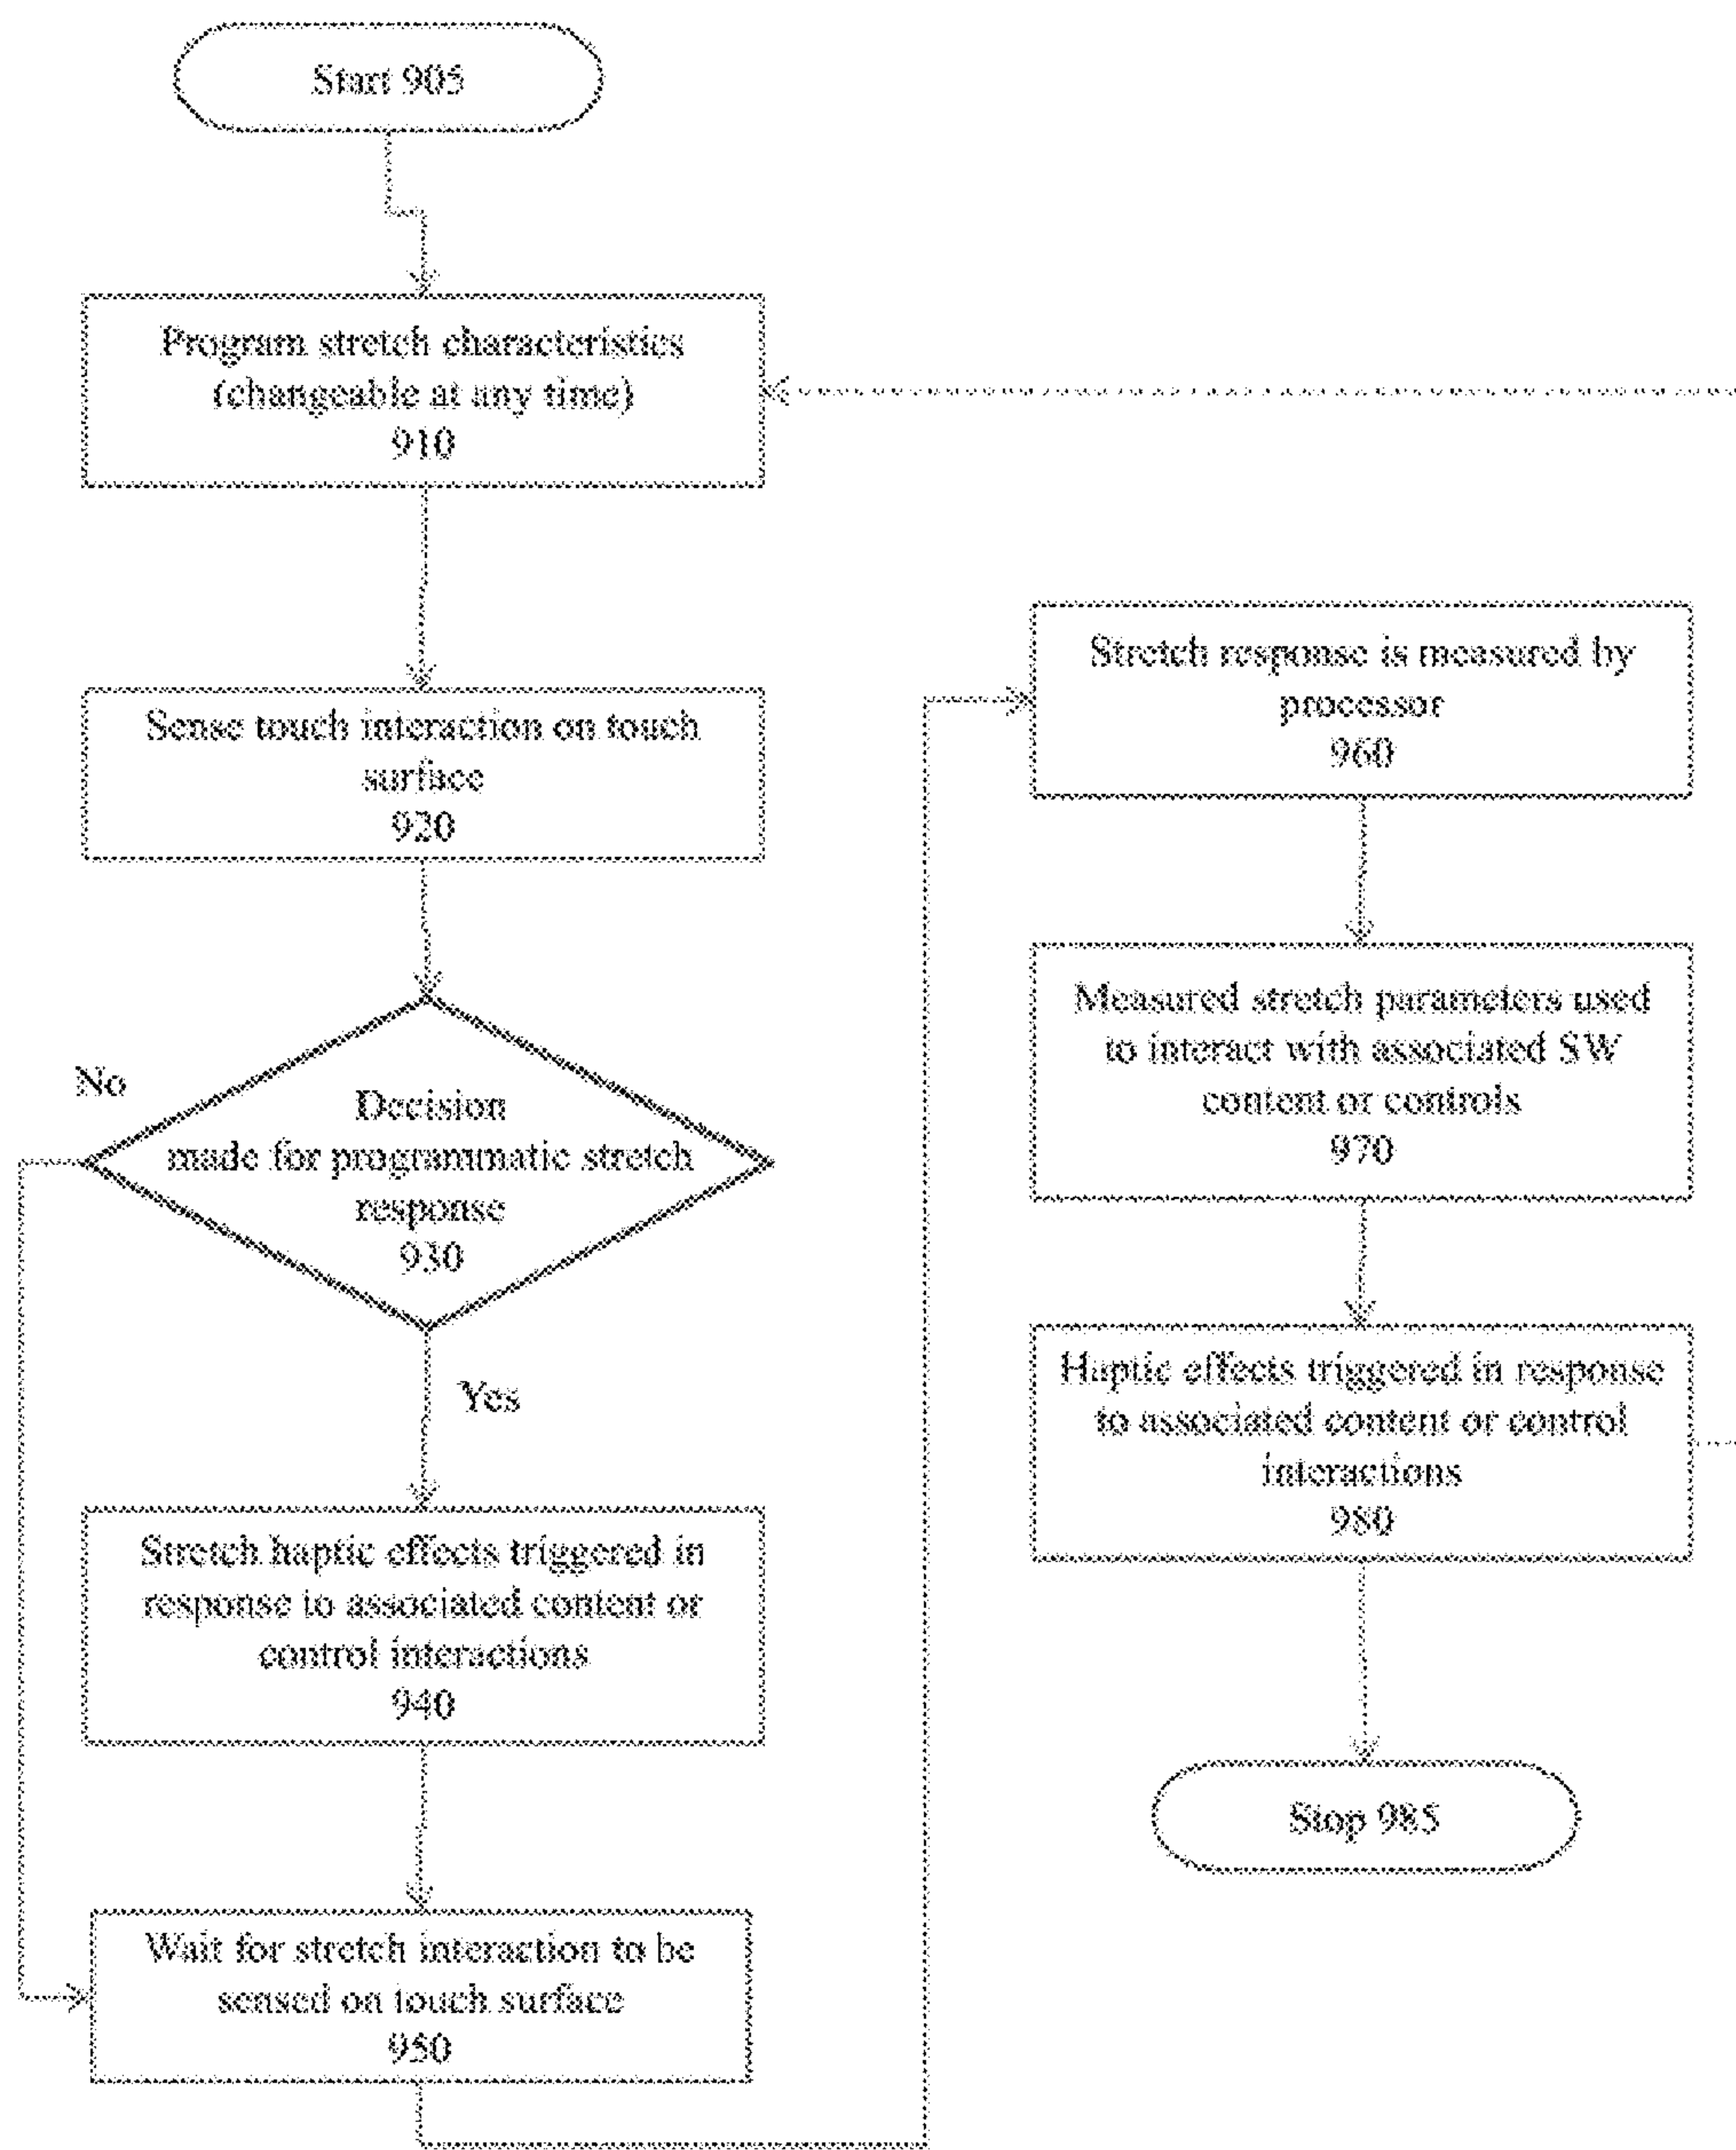 Start 905
Program stretch characteristics
(changeable at any time)
910
Sense touch interaction on touch
surface
920
Decision
made for programmatic stretch
response
930
No
Yes
Stretch haptic effects triggered in
response to associated content or
control interactions
940
Wait for stretch interaction to be
sensed on touch surface
950
Stretch response is measured by
processor
960
Measured stretch parameters used
to interact with associated SW
content or controls
970
Haptic effects triggered in response
to associated content or control
interactions
980
Stop 985